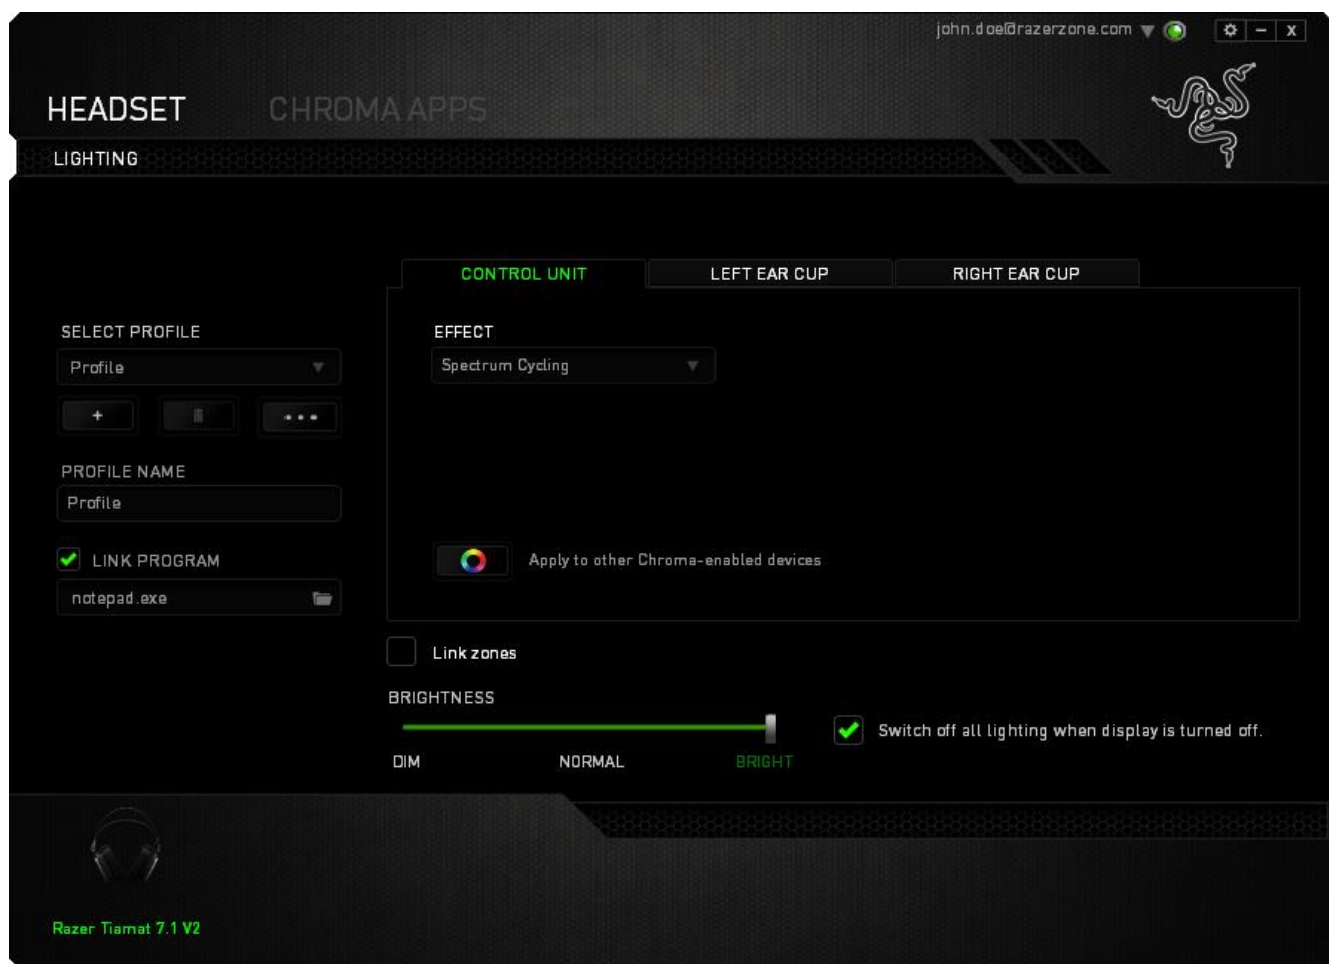 john.doe@razerzone.com
HEADSET CHROMA APPS
LIGHTING
CONTROL UNIT LEFT EAR CUP RIGHT EAR CUP
SELECT PROFILE
Profile
PROFILE NAME
Profile
LINK PROGRAM
notepad.exe
EFFECT
Spectrum Cycling
Apply to other Chroma-enabled devices
Link zones
BRIGHTNESS
DIM NORMAL BRIGHT
Switch off all lighting when display is turned off.
Razer Tiamat 7.1 V2